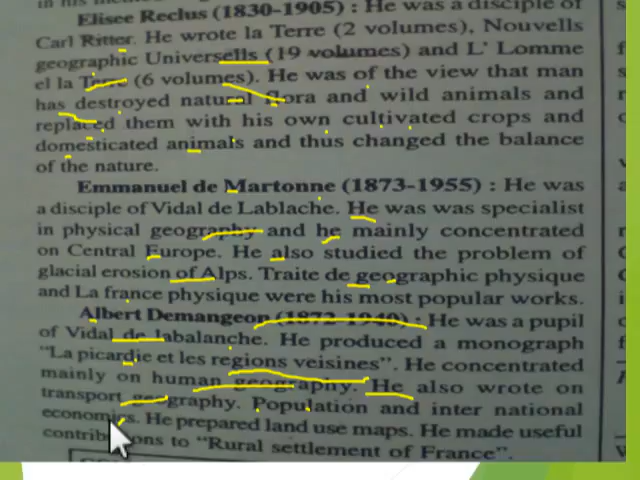 Elisee Reclus (1830-1905) : He was a disciple of
Carl Ritter. He wrote la Terre (2 volumes), Nouvells
geographic Universells (19 volumes) and L' Lomme
el la Terre (6 volumes). He was of the view that man
has destroyed natural flora and wild animals and
replaced them with his own cultivated crops and
domesticated animals and thus changed the balance
of the nature.
Emmanuel de Martonne (1873-1955) : He was
a disciple of Vidal de Lablache. He was was specialist
in physical geography and he mainly concentrated
on Central Europe. He also studied the problem of
glacial erosion of Alps. Traite de geographic physique
and La france physique were his most popular works.
Albert Demangeon (1872-1940) : He was a pupil
of Vidal de labalanche. He produced a monograph
"La picardie et les regions veisines". He concentrated
mainly on human geography. He also wrote on
transport geography. Population and inter national
economics. He prepared land use maps. He made useful
contributions to "Rural settlement of France".